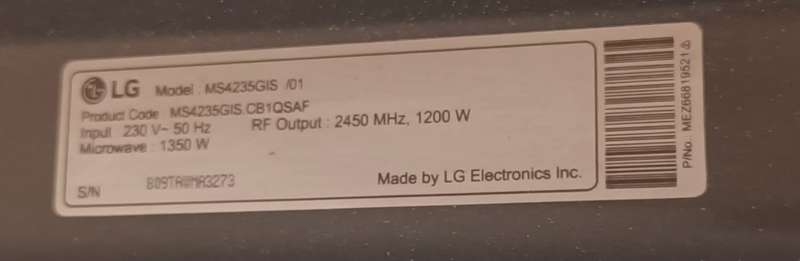 LG Model : MS4235GIS /01
Product Code MS4235GIS.CB1QSAF
Input 230 V~ 50 Hz RF Output : 2450 MHz, 1200 W
Microwave : 1350 W
S/N
Made by LG Electronics Inc.
P/No. MEZ66819521